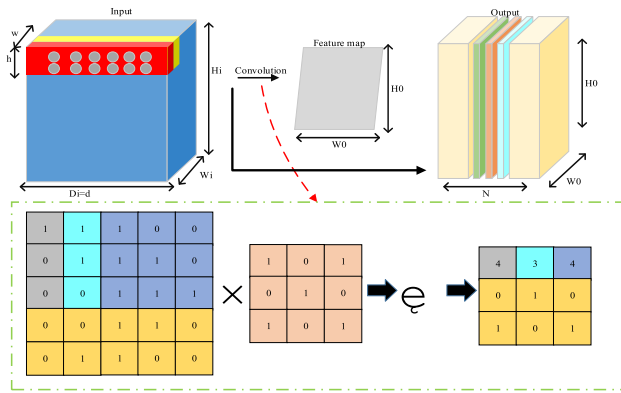 Input
Output
w
h
Hi
Feature map
Convolution
H0
H0
W0
Wi
Di=d
N
W0
1 1 1 0 0
0 1 1 1 0
0 0 1 1 1
0 0 1 1 0
0 1 1 0 0
×
1 0 1
0 1 0
1 0 1
ҿ
4 3 4
0 1 0
1 0 1